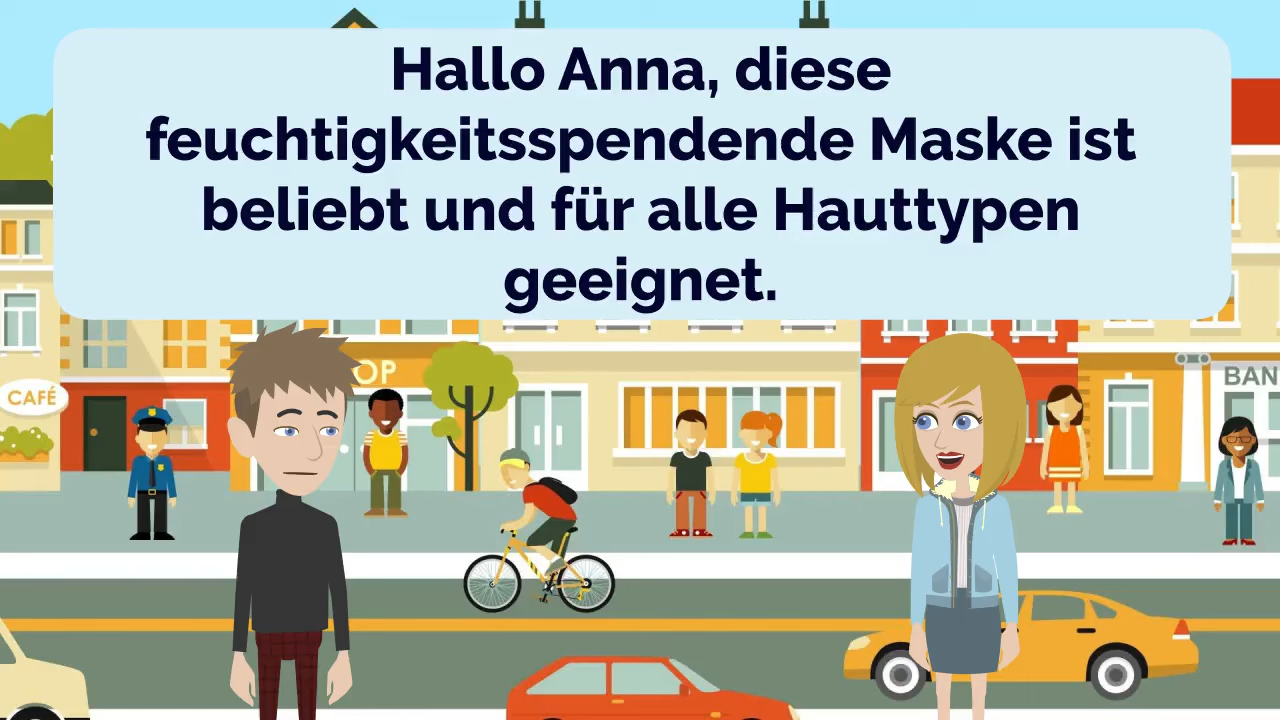 Hallo Anna, diese
feuchtigkeitsspendende Maske ist
beliebt und für alle Hauttypen
geeignet.
OP
CAFÉ
BAN